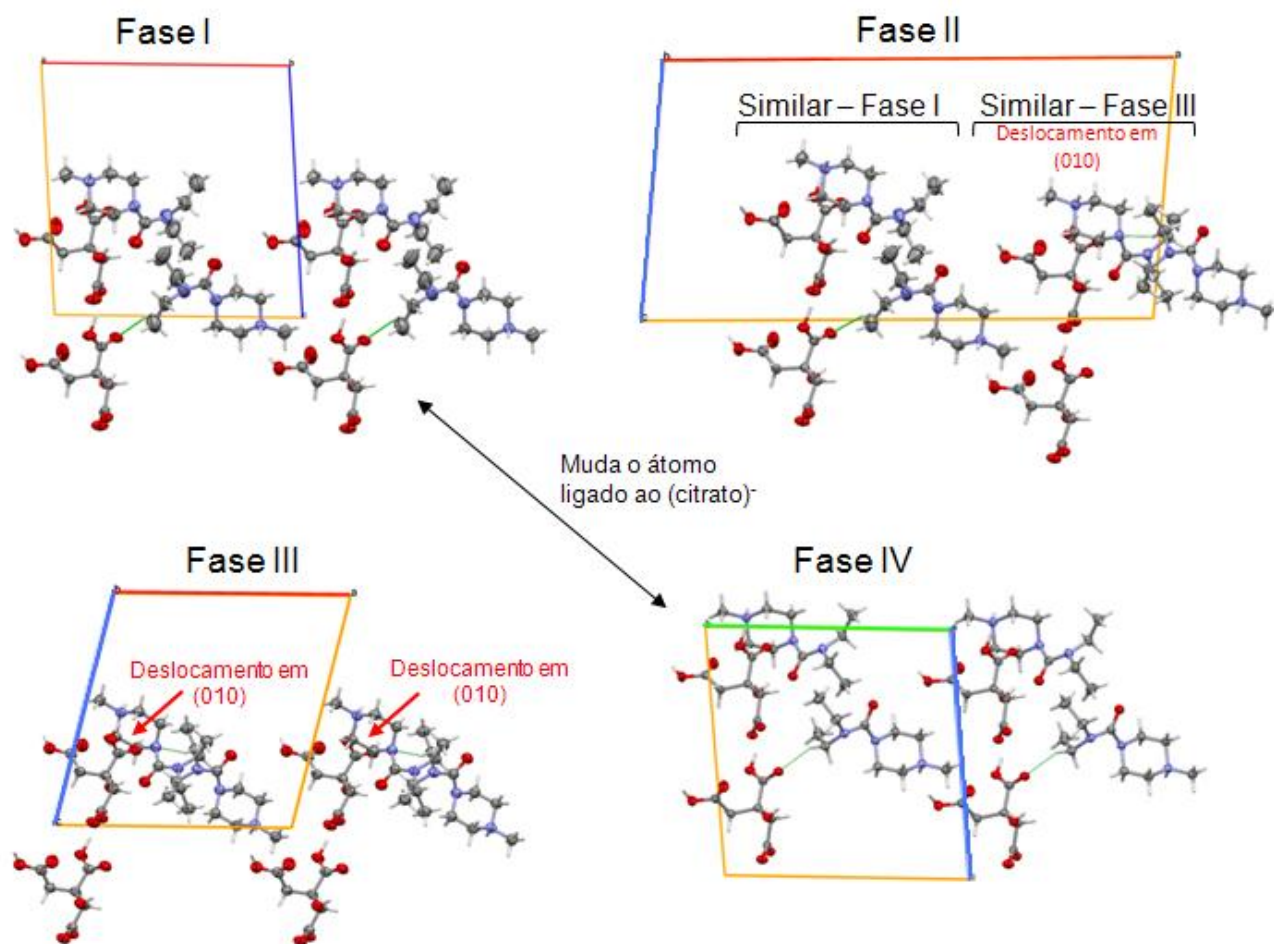 Fase I
Fase II
Similar – Fase I
Similar – Fase III
Deslocamento em
(010)
Muda o átomo
ligado ao (citrato)⁻
Fase III
Deslocamento em
(010)
Deslocamento em
(010)
Fase IV